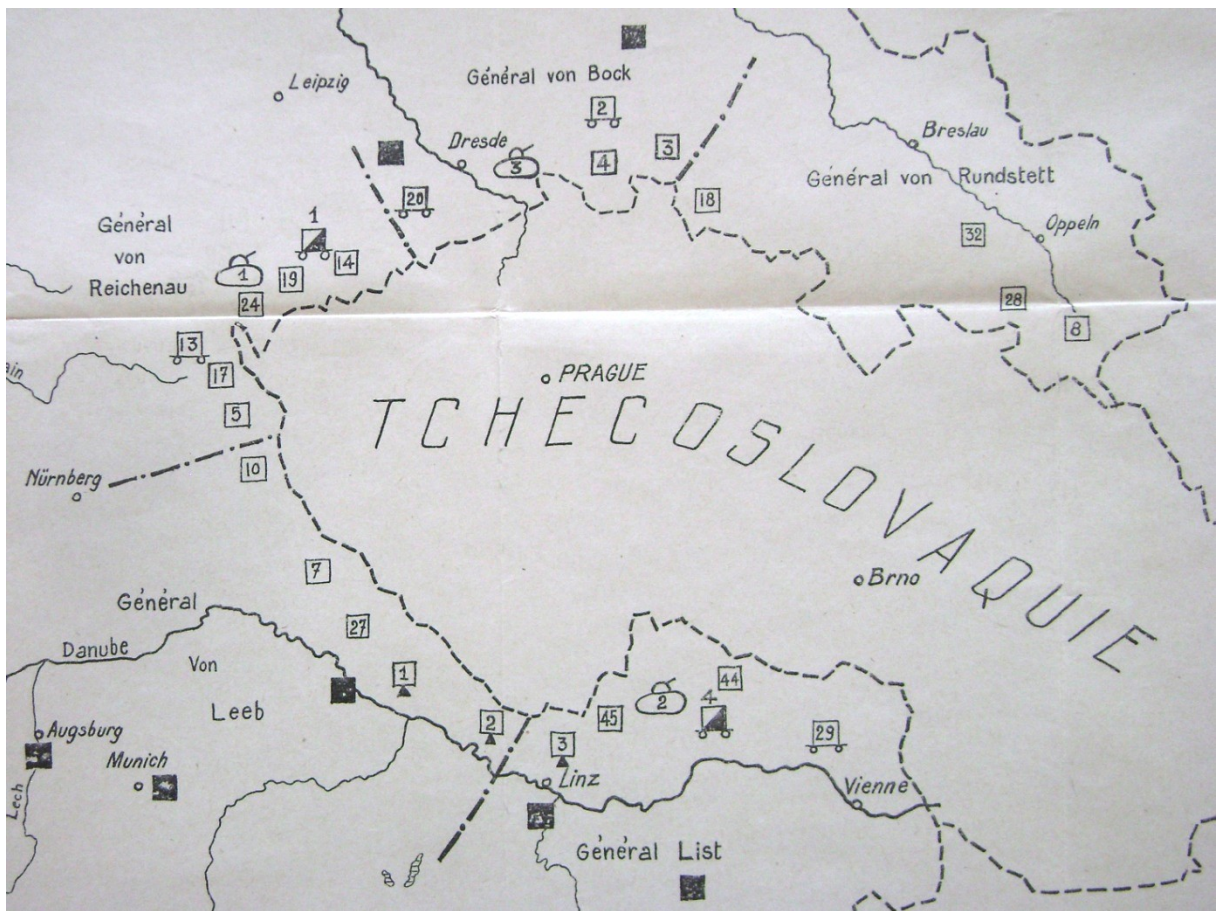 Leipzig
Général von Bock
2
Dresde
3
4
3
Breslau
Général von Rundstett
18
20
32
Oppeln
Général
von
Reichenau
1
14
1
19
24
28
8
13
17
5
PRAGUE
TCHECOSLOVAQUIE
10
Nürnberg
7
Brno
Général
27
Danube
Von
1
Leeb
44
2
4
45
2
3
29
Augsburg
Munich
Linz
Vienne
Lech
Général List